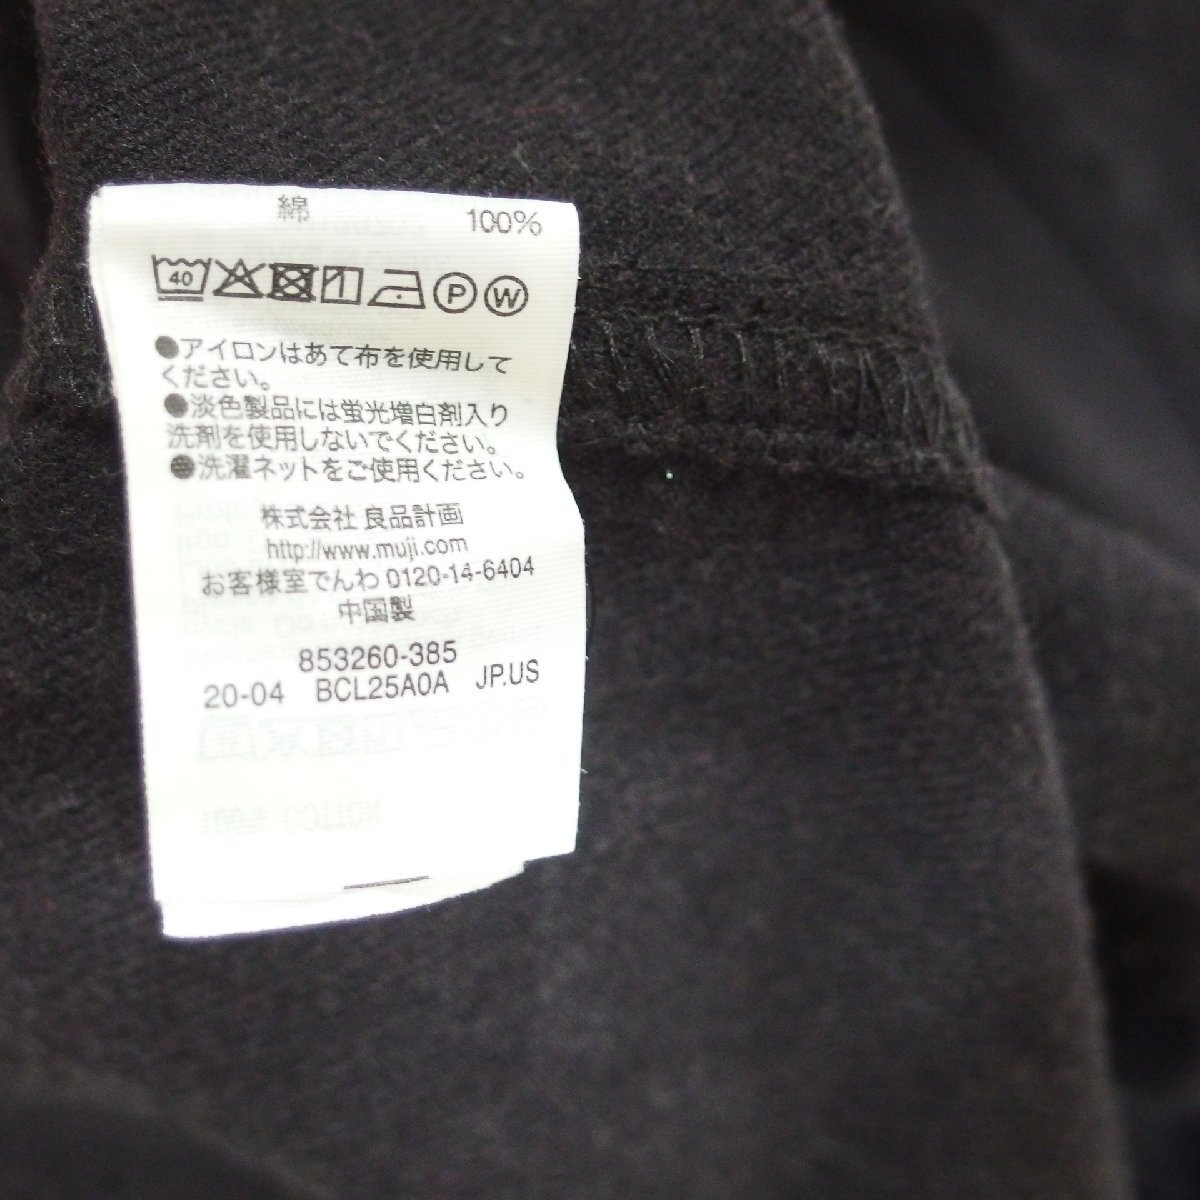 綿 100%
40 P W
●アイロンはあて布を使用して
ください。
●淡色製品には蛍光増白剤入り
洗剤を使用しないでください。
●洗濯ネットをご使用ください。
株式会社 良品計画
http://www.muji.com
お客様室でんわ 0120-14-6404
中国製
853260-385
20-04 BCL25A0A JP.US